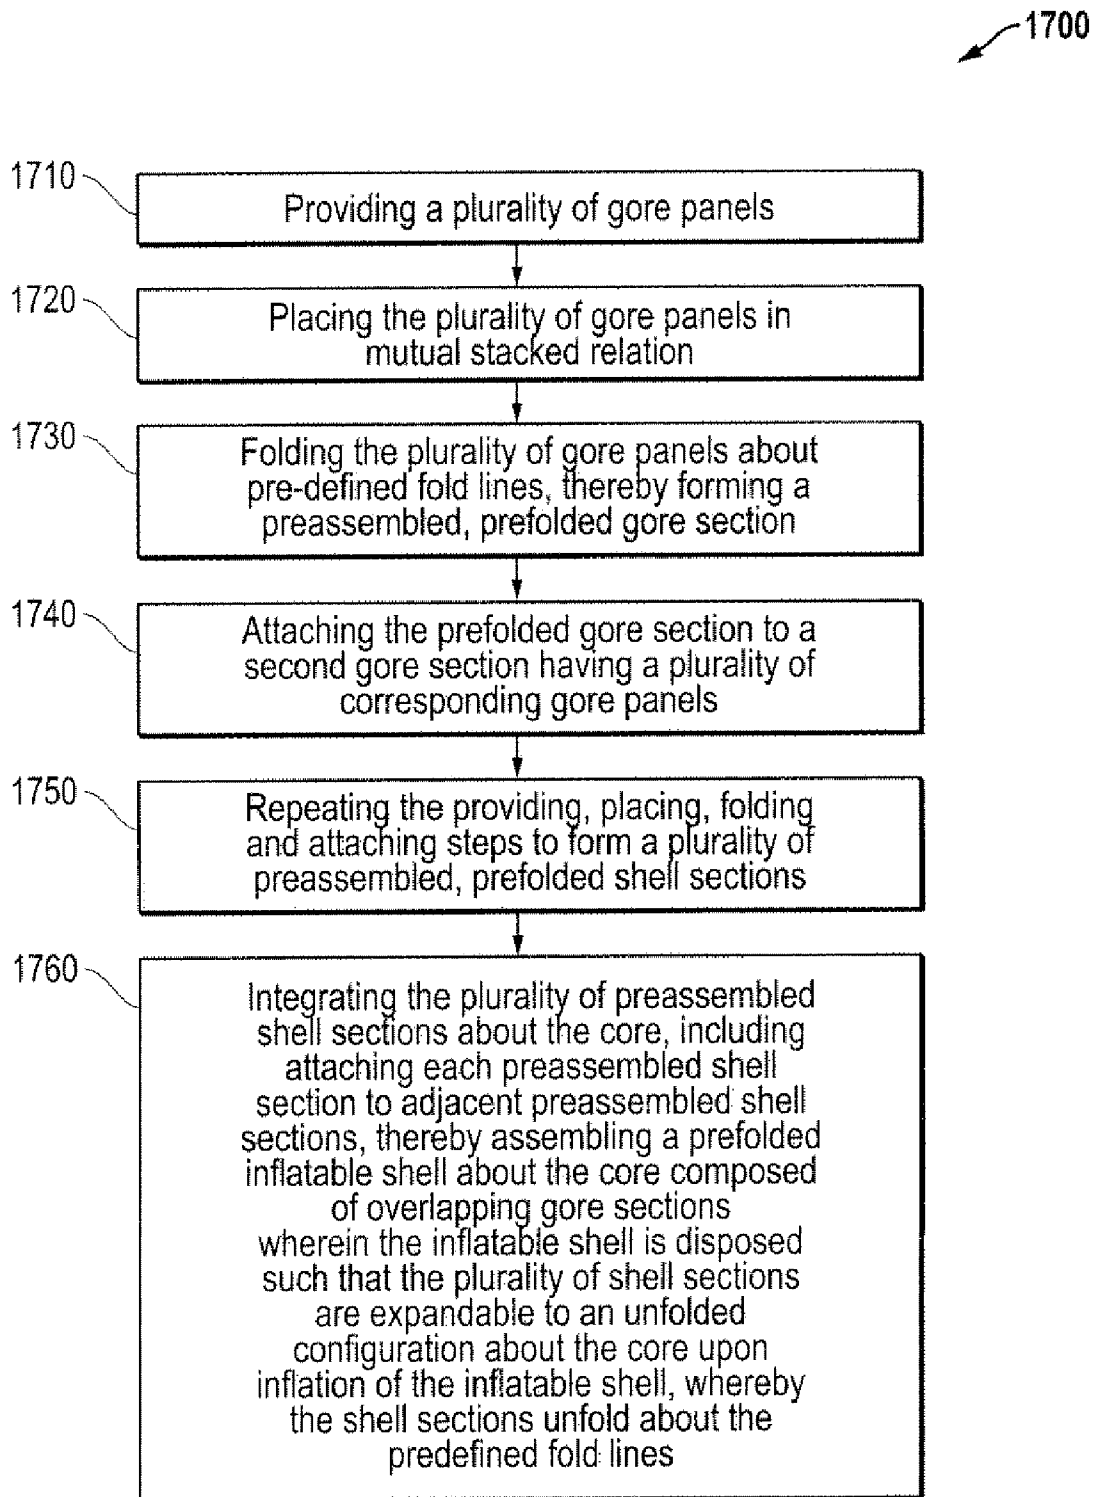 1700
1710
Providing a plurality of gore panels
1720
Placing the plurality of gore panels in
mutual stacked relation
1730
Folding the plurality of gore panels about
pre-defined fold lines, thereby forming a
preassembled, prefolded gore section
1740
Attaching the prefolded gore section to a
second gore section having a plurality of
corresponding gore panels
1750
Repeating the providing, placing, folding
and attaching steps to form a plurality of
preassembled, prefolded shell sections
1760
Integrating the plurality of preassembled
shell sections about the core, including
attaching each preassembled shell
section to adjacent preassembled shell
sections, thereby assembling a prefolded
inflatable shell about the core composed
of overlapping gore sections
wherein the inflatable shell is disposed
such that the plurality of shell sections
are expandable to an unfolded
configuration about the core upon
inflation of the inflatable shell, whereby
the shell sections unfold about the
predefined fold lines